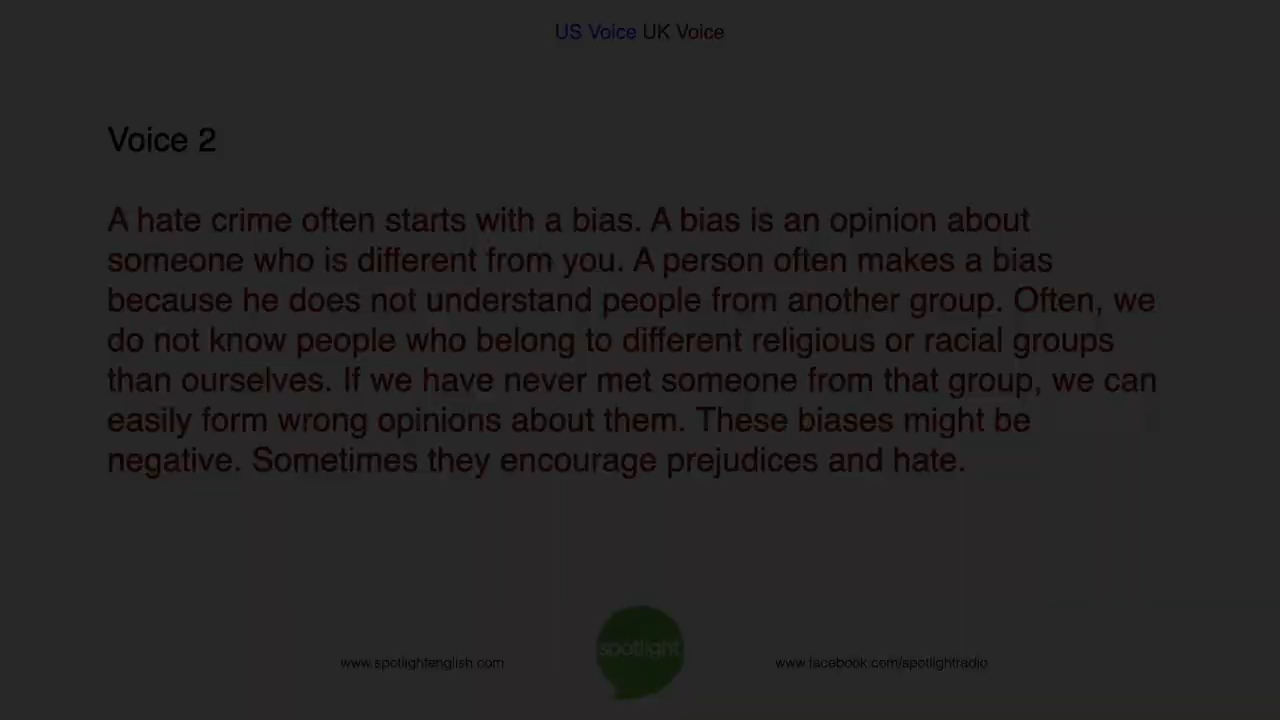 US Voice UK Voice
Voice 2
A hate crime often starts with a bias. A bias is an opinion about
someone who is different from you. A person often makes a bias
because he does not understand people from another group. Often, we
do not know people who belong to different religious or racial groups
than ourselves. If we have never met someone from that group, we can
easily form wrong opinions about them. These biases might be
negative. Sometimes they encourage prejudices and hate.
www.spotlightenglish.com
spotlight
www.facebook.com/spotlightradio